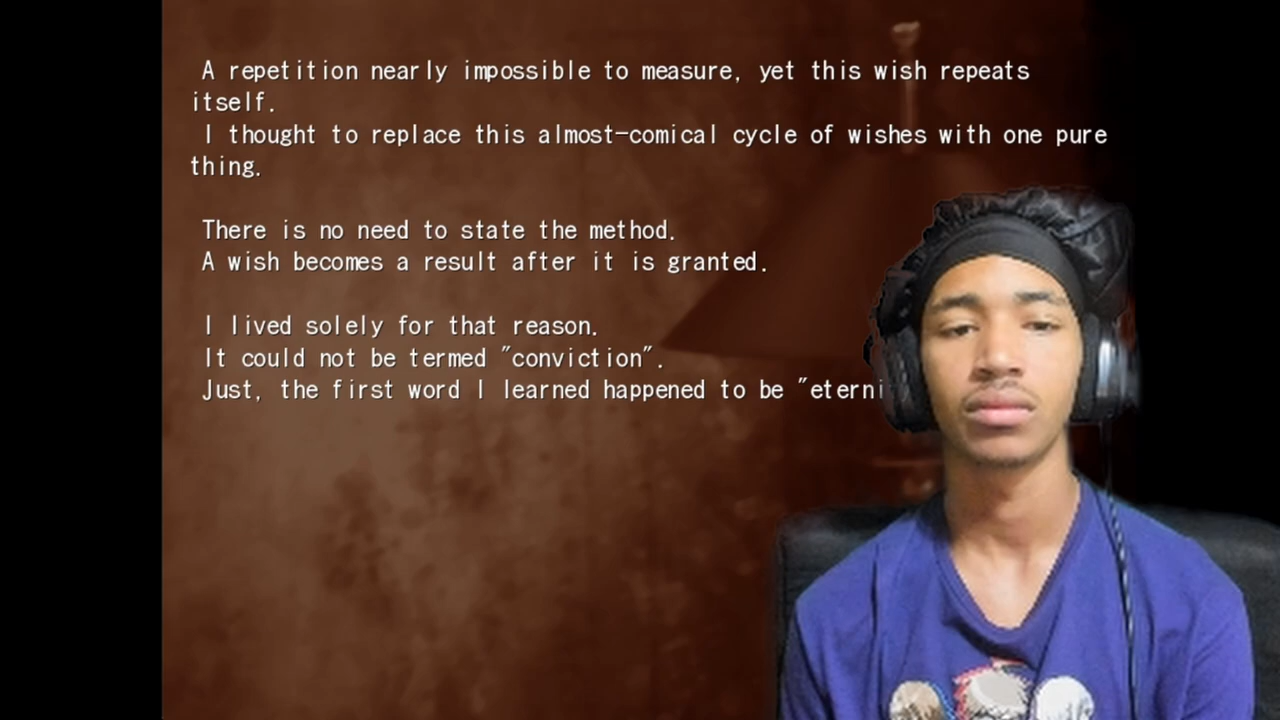 A repetition nearly impossible to measure, yet this wish repeats
itself.
I thought to replace this almost-comical cycle of wishes with one pure
thing.
There is no need to state the method.
A wish becomes a result after it is granted.
I lived solely for that reason.
It could not be termed "conviction".
Just, the first word I learned happened to be "eterni